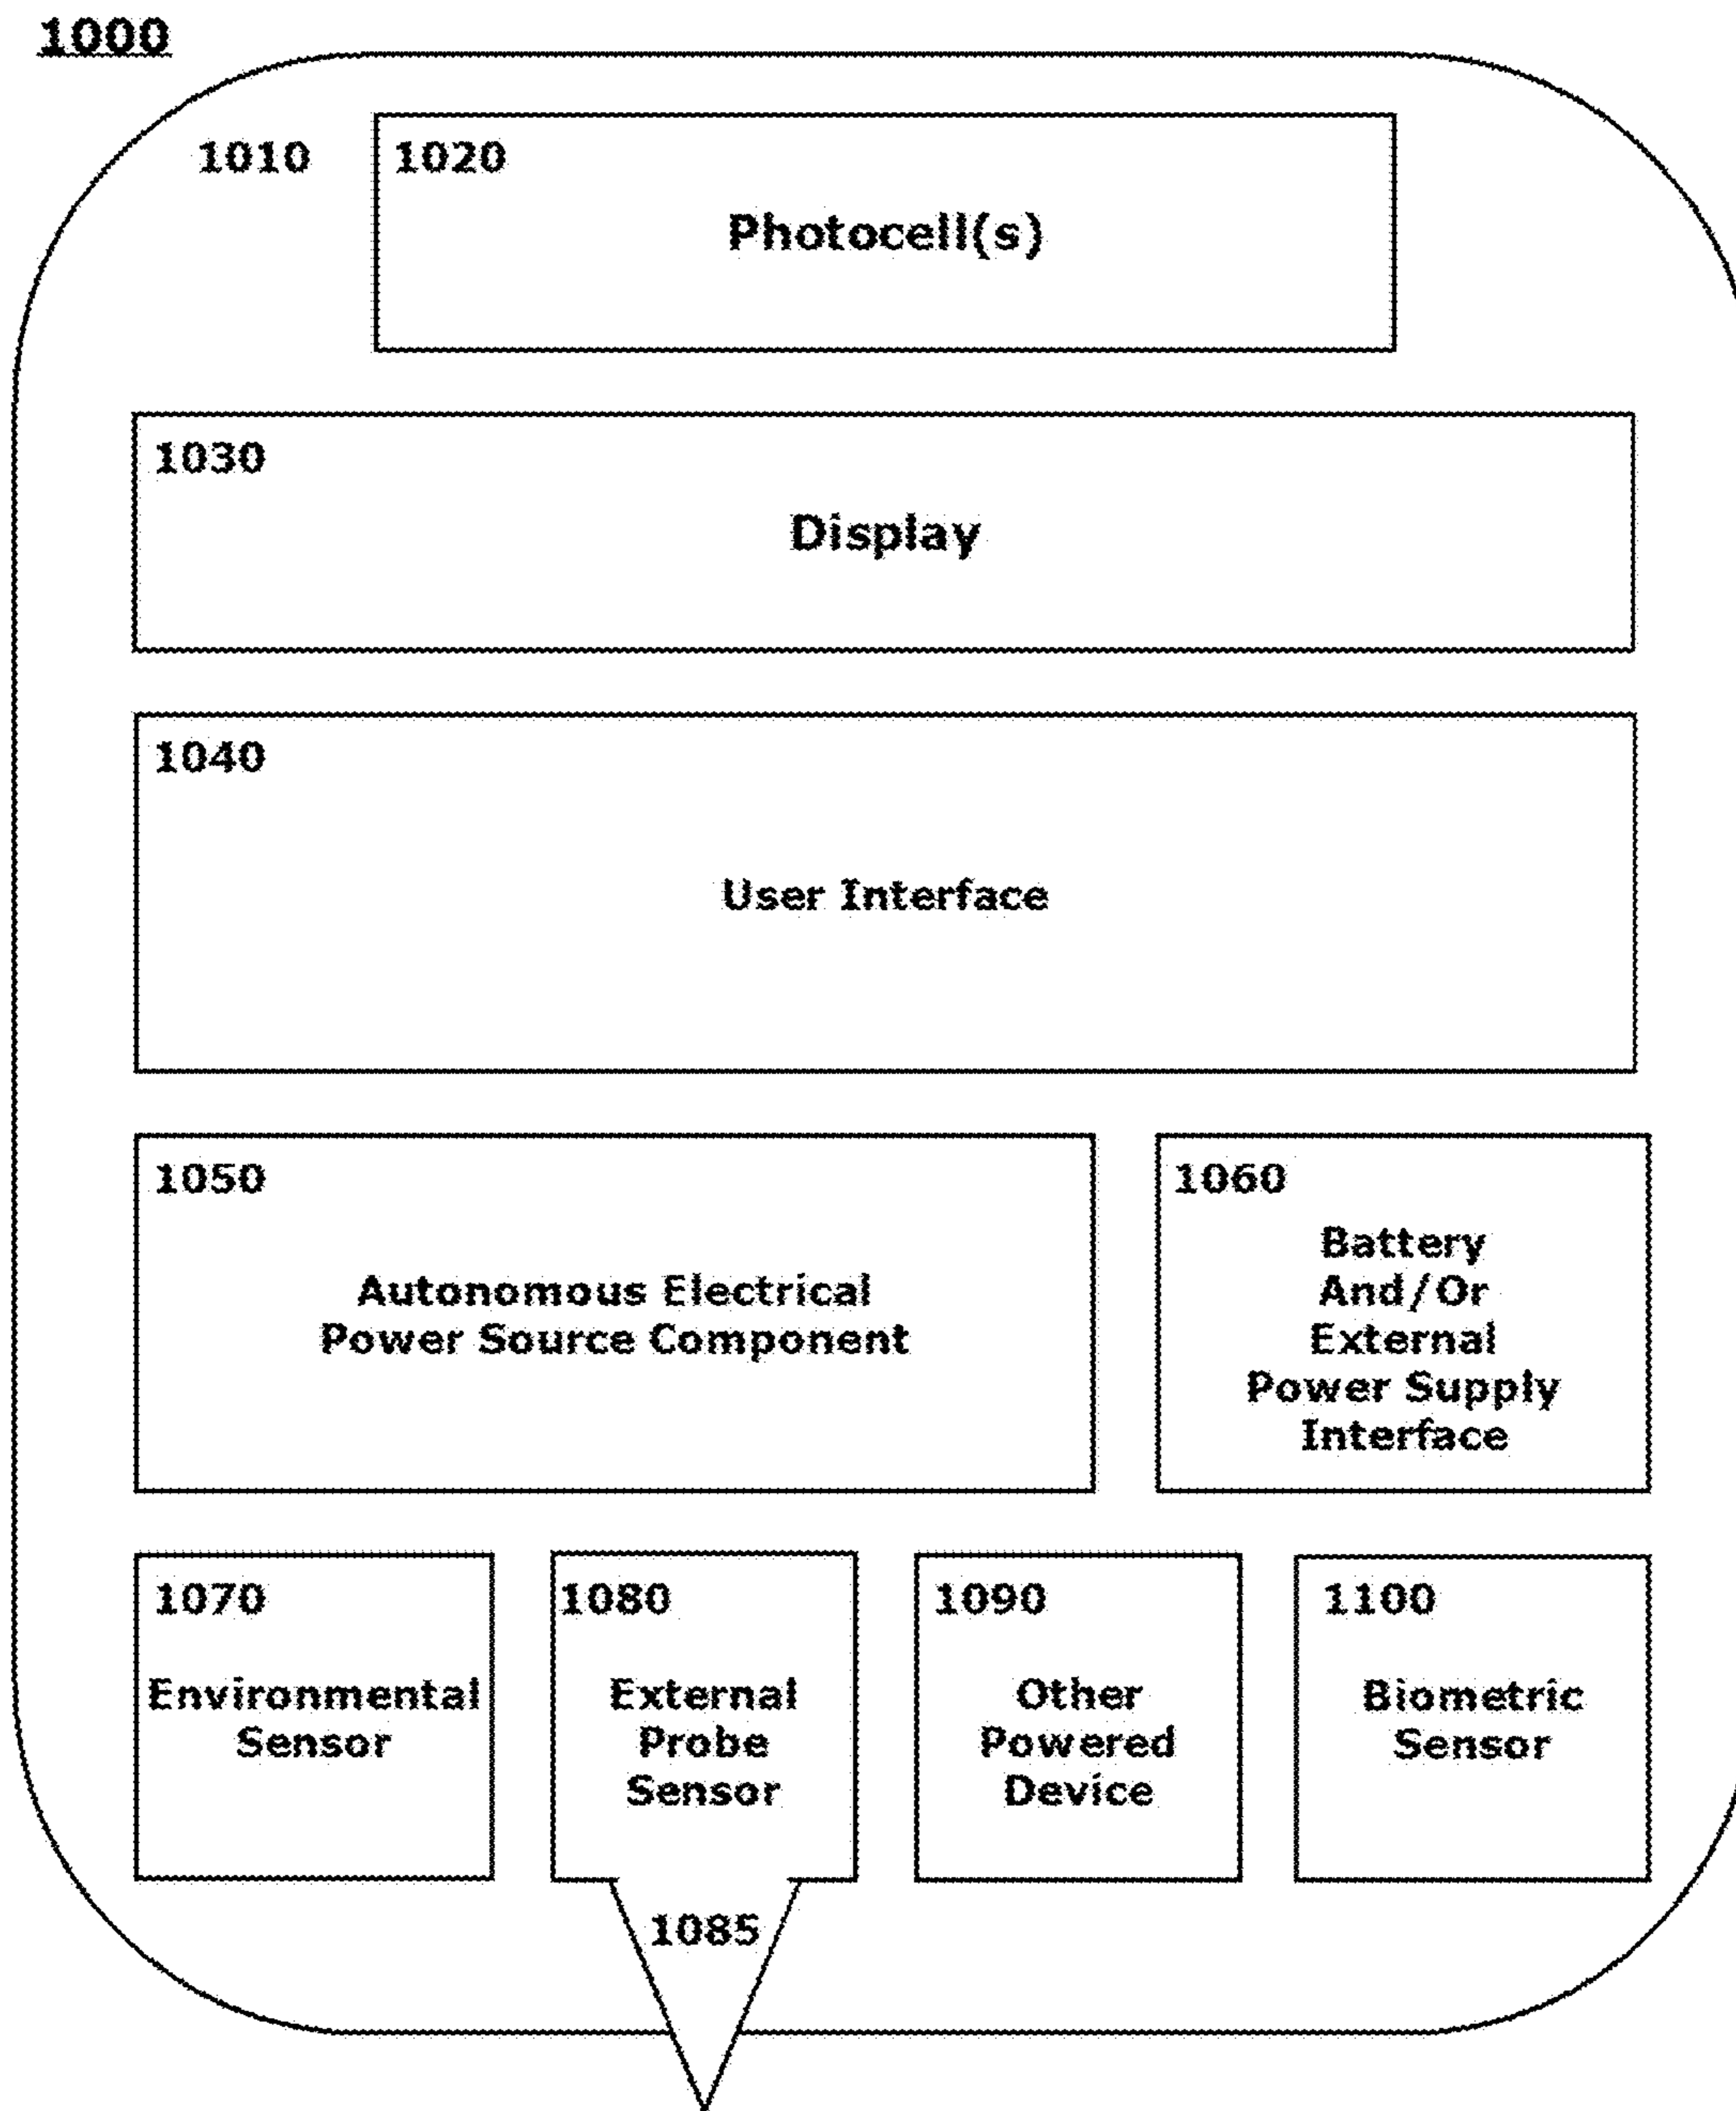 1000
1010
1020
Photocell(s)
1030
Display
1040
User Interface
1050
Autonomous Electrical
Power Source Component
1060
Battery
And/Or
External
Power Supply
Interface
1070
Environmental
Sensor
1080
External
Probe
Sensor
1085
1090
Other
Powered
Device
1100
Biometric
Sensor